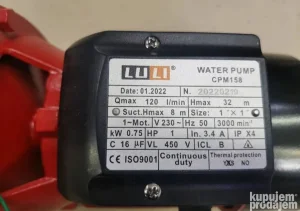 LULI
WATER PUMP
CPM158
Date: 01.2022 N. 20220210
Qmax 120 l/min Hmax 32 m
Suct.Hmax 8 m Size: 1" x 1"
1~Mot. V 230~ Hz 50 3000 min⁻¹
kW 0.75 HP 1 In. 3.4 A IP X4
C 16 µF VL 450 V ICL B
CE ISO9001 Continuous duty Thermal protection
NO
kupujem
prodajem